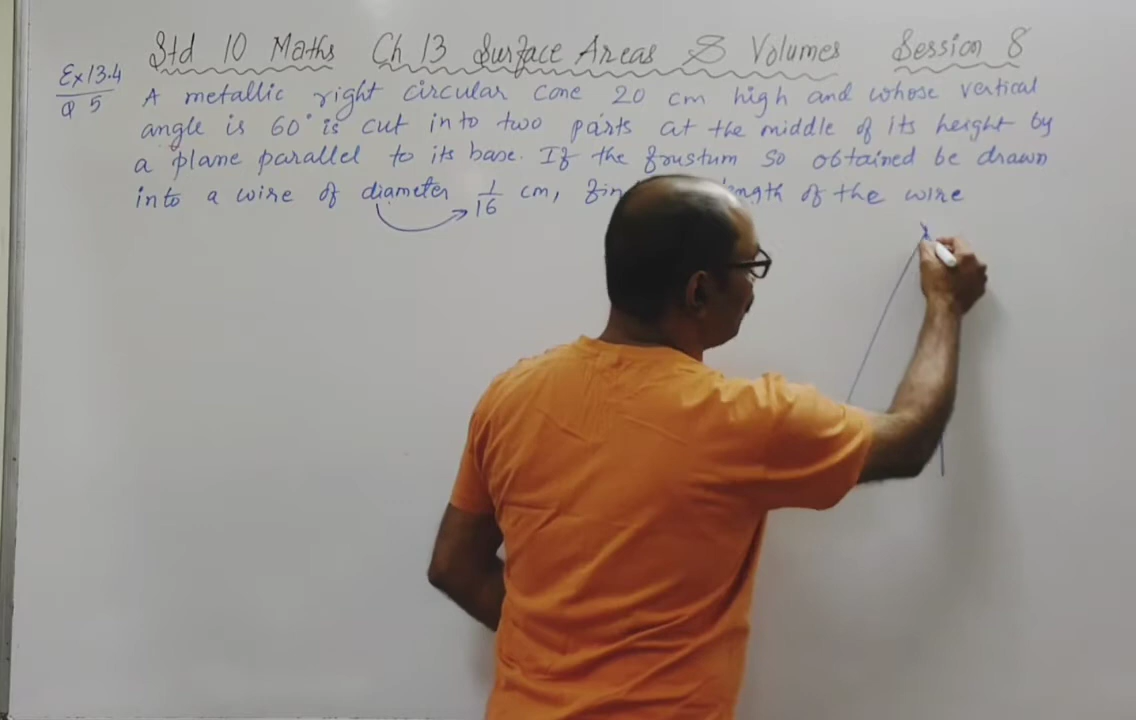 Std 10 Maths Ch 13 Surface Areas & Volumes Session 8
Ex 13.4
Q 5
A metallic right circular cone 20 cm high and whose vertical
angle is 60° is cut into two parts at the middle of its height by
a plane parallel to its base. If the frustum so obtained be drawn
into a wire of diameter 1/16 cm, of the wire